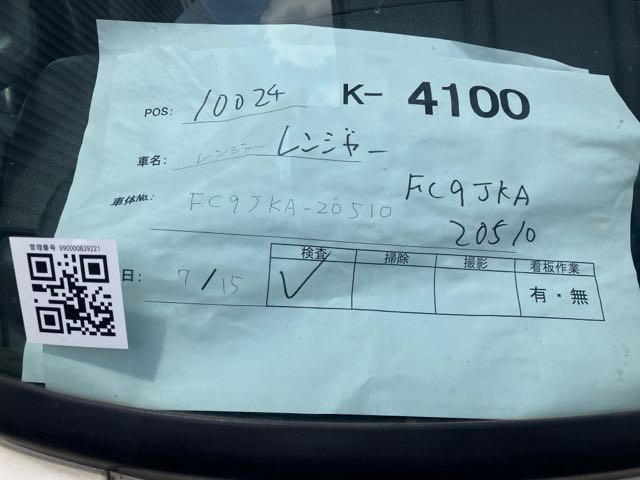 POS: 10024 K- 4100
車名: レンジャー レンジャー
車体No.: FC9JKA-20510 FC9JKA
20510
管理番号 990000839221
日: 7/15
検査 掃除 撮影 看板作業
✓ 有・無